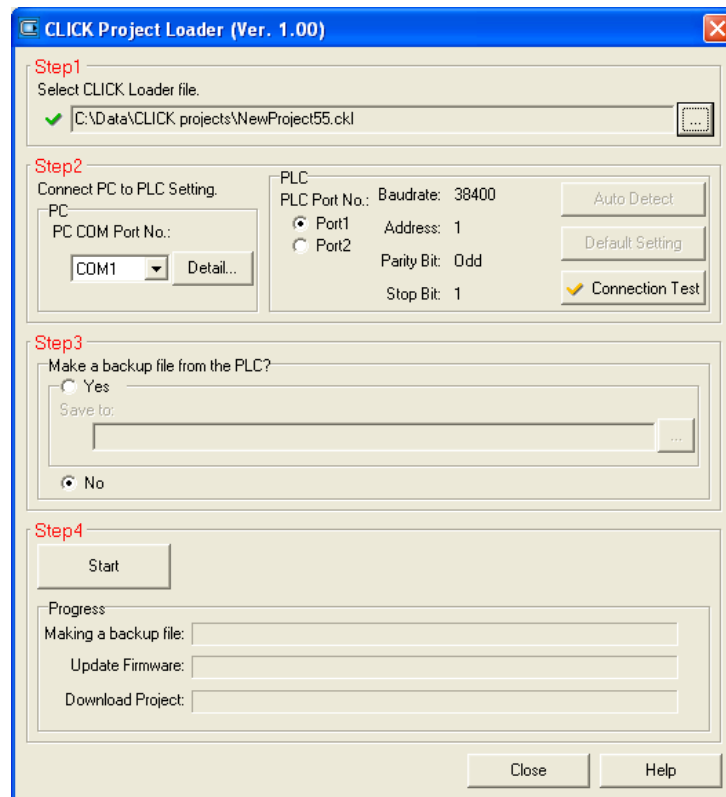 CLICK Project Loader (Ver. 1.00)
Step1
Select CLICK Loader file.
C:\Data\CLICK projects\NewProject55.ckl
...
Step2
Connect PC to PLC Setting.
PC
PC COM Port No.:
COM1
Detail...
PLC
PLC Port No.:
Port1
Port2
Baudrate: 38400
Address: 1
Parity Bit: Odd
Stop Bit: 1
Auto Detect
Default Setting
Connection Test
Step3
Make a backup file from the PLC?
Yes
Save to:
...
No
Step4
Start
Progress
Making a backup file:
Update Firmware:
Download Project:
Close Help